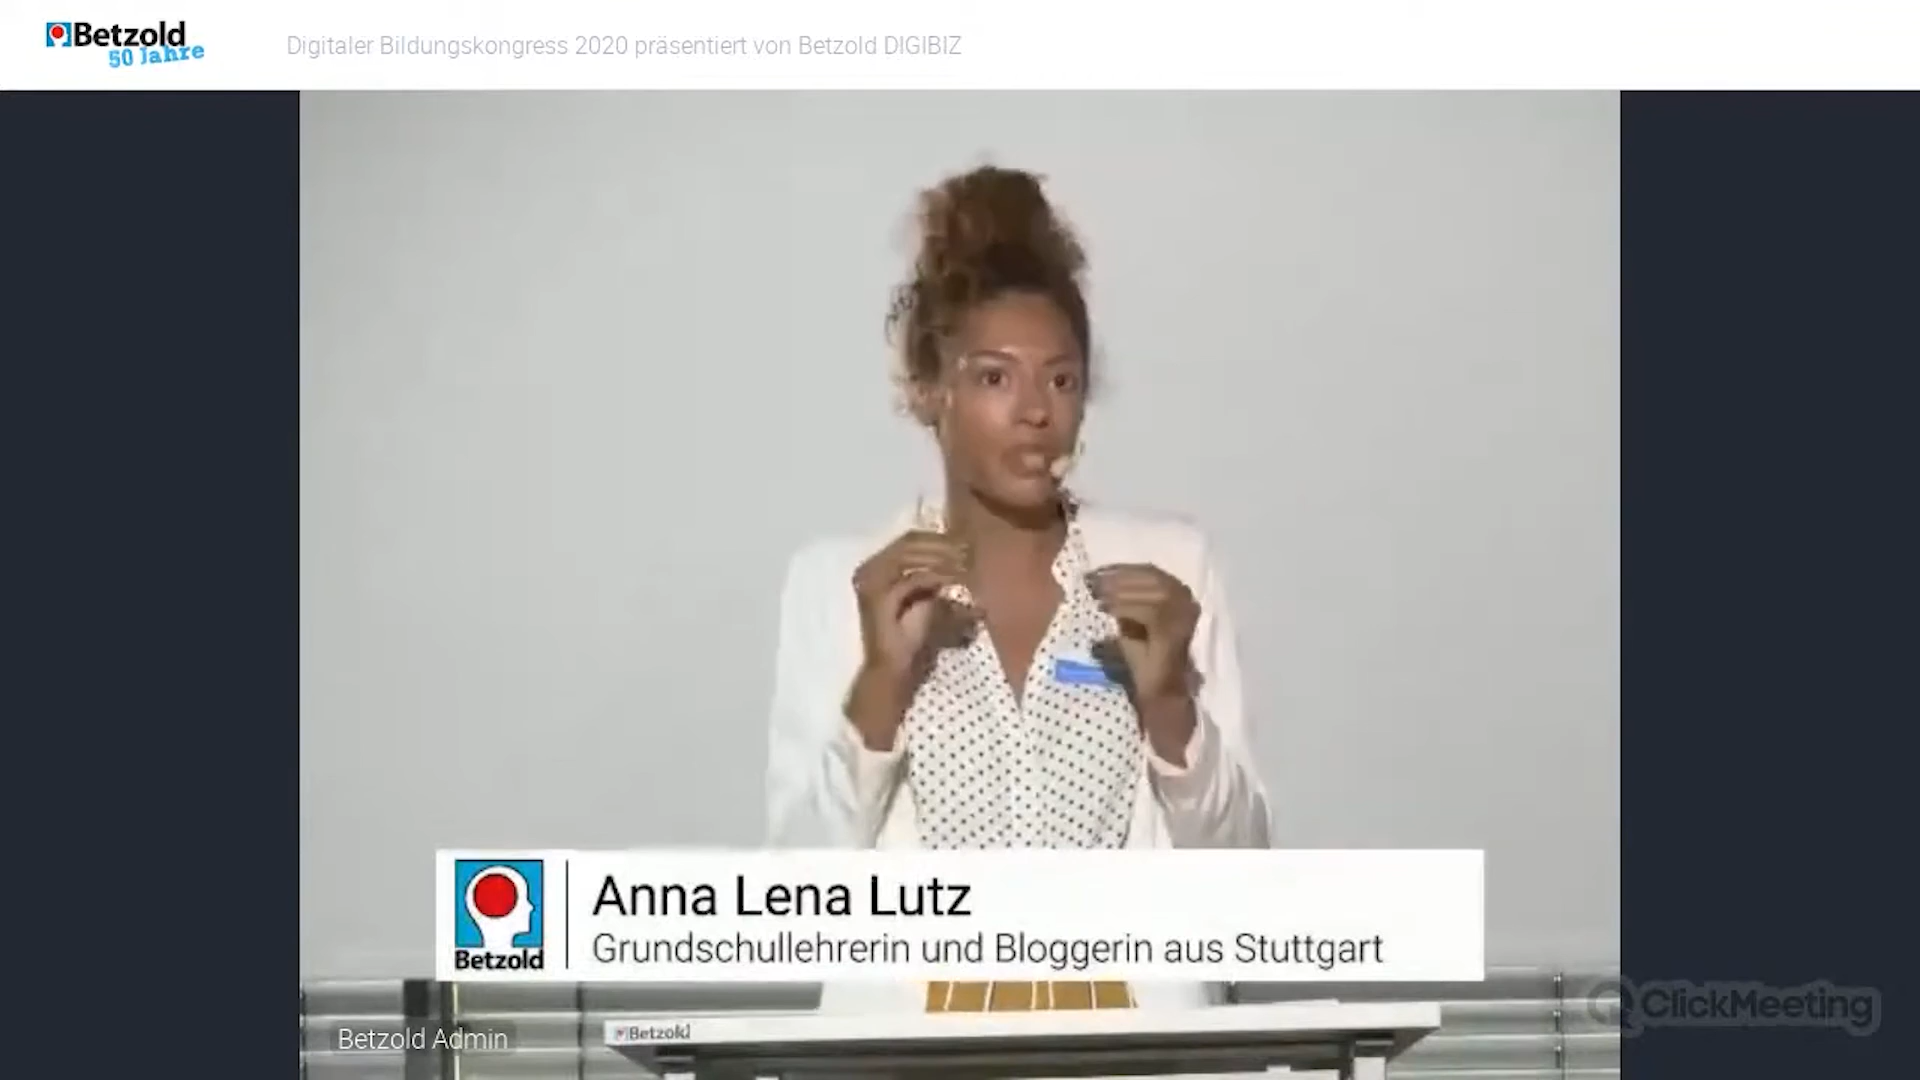 Betzold
50 Jahre
Digitaler Bildungskongress 2020 präsentiert von Betzold DIGIBIZ
Anna Lena Lutz
Grundschullehrerin und Bloggerin aus Stuttgart
Betzold
Betzold
Betzold Admin
ClickMeeting